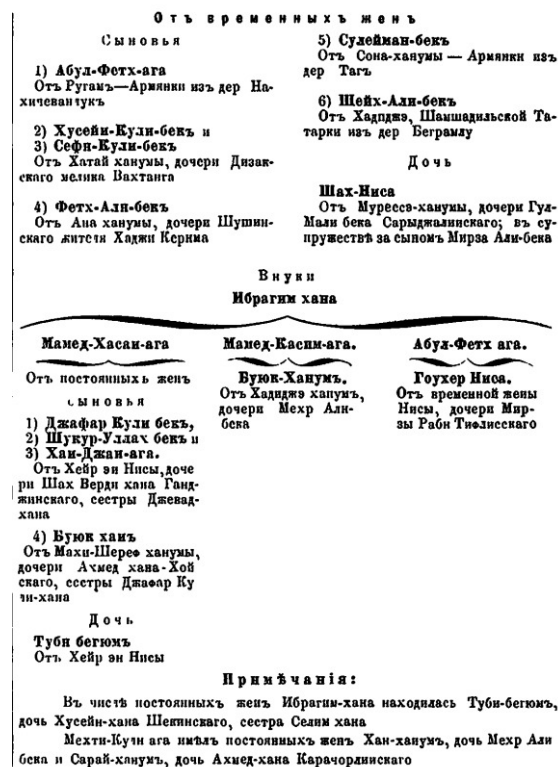 Отъ временныхъ женъ
Сыновья
1) Абул-Фетх-ага
Отъ Ругамъ—Армянки изъ дер На-
хичеванчукъ
2) Хусейн-Кули-бекъ и
3) Сефи-Кули-бекъ
Отъ Хатай ханумы, дочери Дизак-
скаго мелика Вахтанга
4) Фетх-Али-бекъ
Отъ Ана ханумы, дочери Шушин-
скаго жителя Хаджи Керима
5) Сулейман-бекъ
Отъ Сона-ханумы — Армянки изъ
дер Тагъ
6) Шейх-Али-бекъ
Отъ Хадиджэ, Шамшадильской Та-
тарки изъ дер Беграмлу
Дочь
Шах-Ниса
Отъ Мурессэ-ханумы, дочери Гул-
Мали бека Сарыджалинскаго; въ су-
пружествѣ за сыномъ Мирза Али-бека
Внуки
Ибрагим хана
Мамед-Хасан-ага
Отъ постоянныхъ женъ
сыновья
1) Джафар Кули бекъ,
2) Шукур-Уллах бекъ и
3) Хан-Джан-ага.
Отъ Хейр эн Нисы, доче
ри Шах Верди хана Ганд-
жинскаго, сестры Джевад-
хана
4) Буюк ханъ
Отъ Махи-Шереф ханумы,
дочери Ахмед хана-Хой
скаго, сестры Джафар Ку
ли-хана
Дочь
Туби бегюмъ
Отъ Хейр эн Нисы
Мамед-Касим-ага.
Буюк-Ханумъ.
Отъ Хадиджэ ханумъ,
дочери Мехр Али-
бека
Абул-Фетх ага.
Гоухер Ниса.
Отъ временной жены
Нисы, дочери Мир-
зы Раби Тифлисскаго
Примѣчанія:
Въ числѣ постоянныхъ женъ Ибрагим-хана находилась Туби-бегюмъ,
дочь Хусейн-хана Шекинскаго, сестра Селим хана
Мехти-Кули ага имѣлъ постоянныхъ женъ Хан-ханумъ, дочь Мехр Али
бека и Сарай-ханумъ, дочь Ахмед-хана Карачорлинскаго